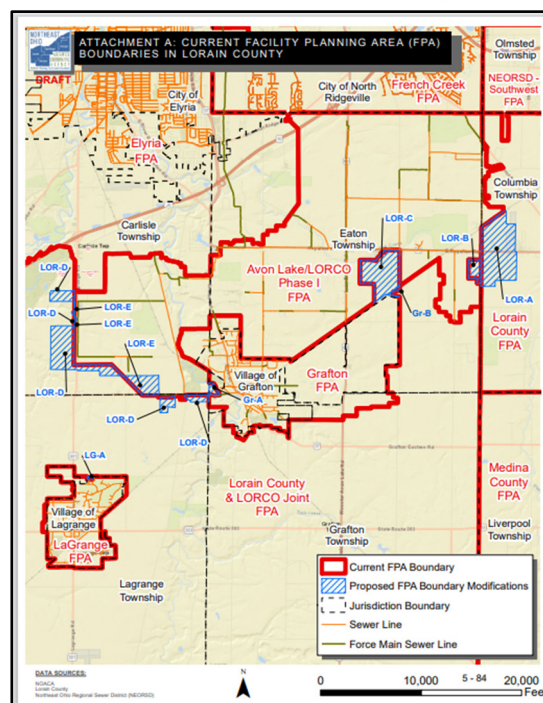 NORTHEAST
OHIO
ATTACHMENT A: CURRENT FACILITY PLANNING AREA (FPA)
BOUNDARIES IN LORAIN COUNTY
DRAFT
City of
Elyria
Elyria
FPA
City of North
Ridgeville
French Creek
FPA
Olmsted
Township
NEORSD -
Southwest
FPA
Columbia
Township
Carlisle
Township
Eaton
Township
LOR-C
LOR-B
LOR-A
Avon Lake/LORCO
Phase I
FPA
Gr-B
Lorain
County
FPA
LOR-D
LOR-E
LOR-D
LOR-E
LOR-E
LOR-D
LOR-D
LOR-D
Village of
Grafton
Gr-A
Grafton
FPA
LG-A
Village of
Lagrange
LaGrange
FPA
Lorain County
& LORCO Joint
FPA
Medina
County
FPA
Grafton
Township
Liverpool
Township
Lagrange
Township
Current FPA Boundary
Proposed FPA Boundary Modifications
Jurisdiction Boundary
Sewer Line
Force Main Sewer Line
DATA SOURCES:
NOACA
Lorain County
Northeast Ohio Regional Sewer District (NEORSD)
N
5 - 84
0 10,000 20,000
Fee